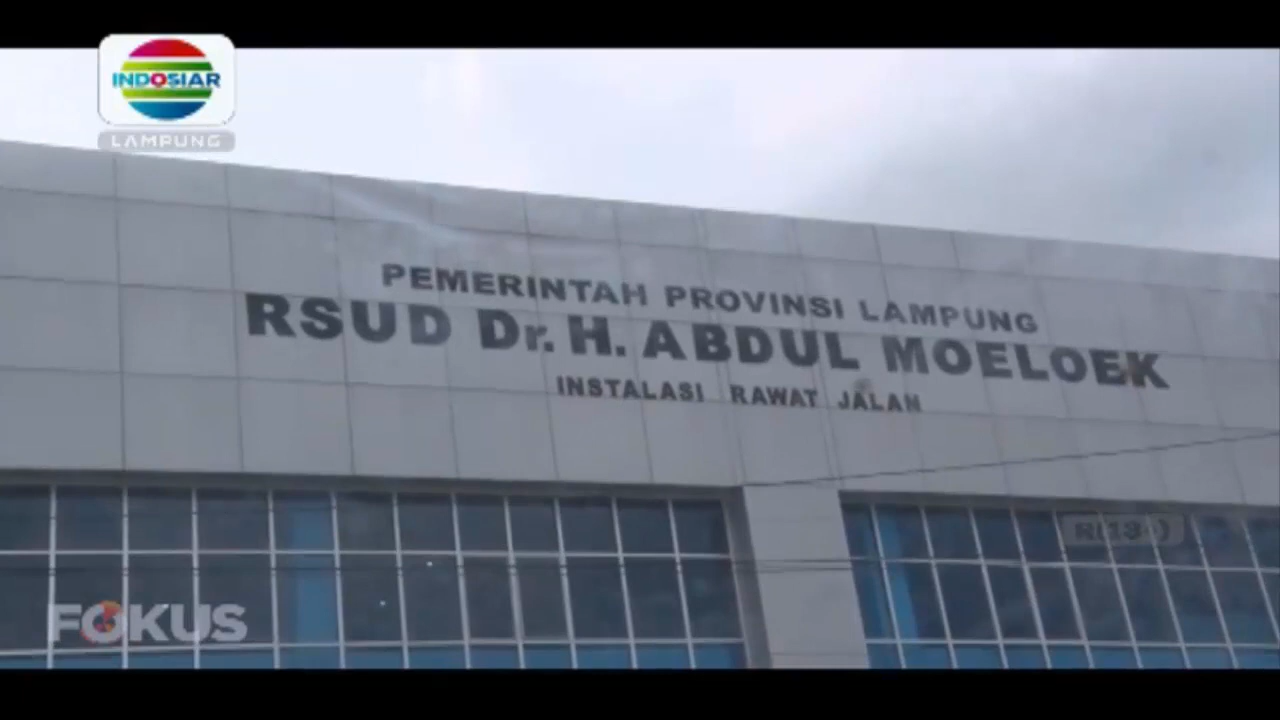 INDOSIAR
LAMPUNG
PEMERINTAH PROVINSI LAMPUNG
RSUD Dr. H. ABDUL MOELOEK
INSTALASI RAWAT JALAN
FOKUS